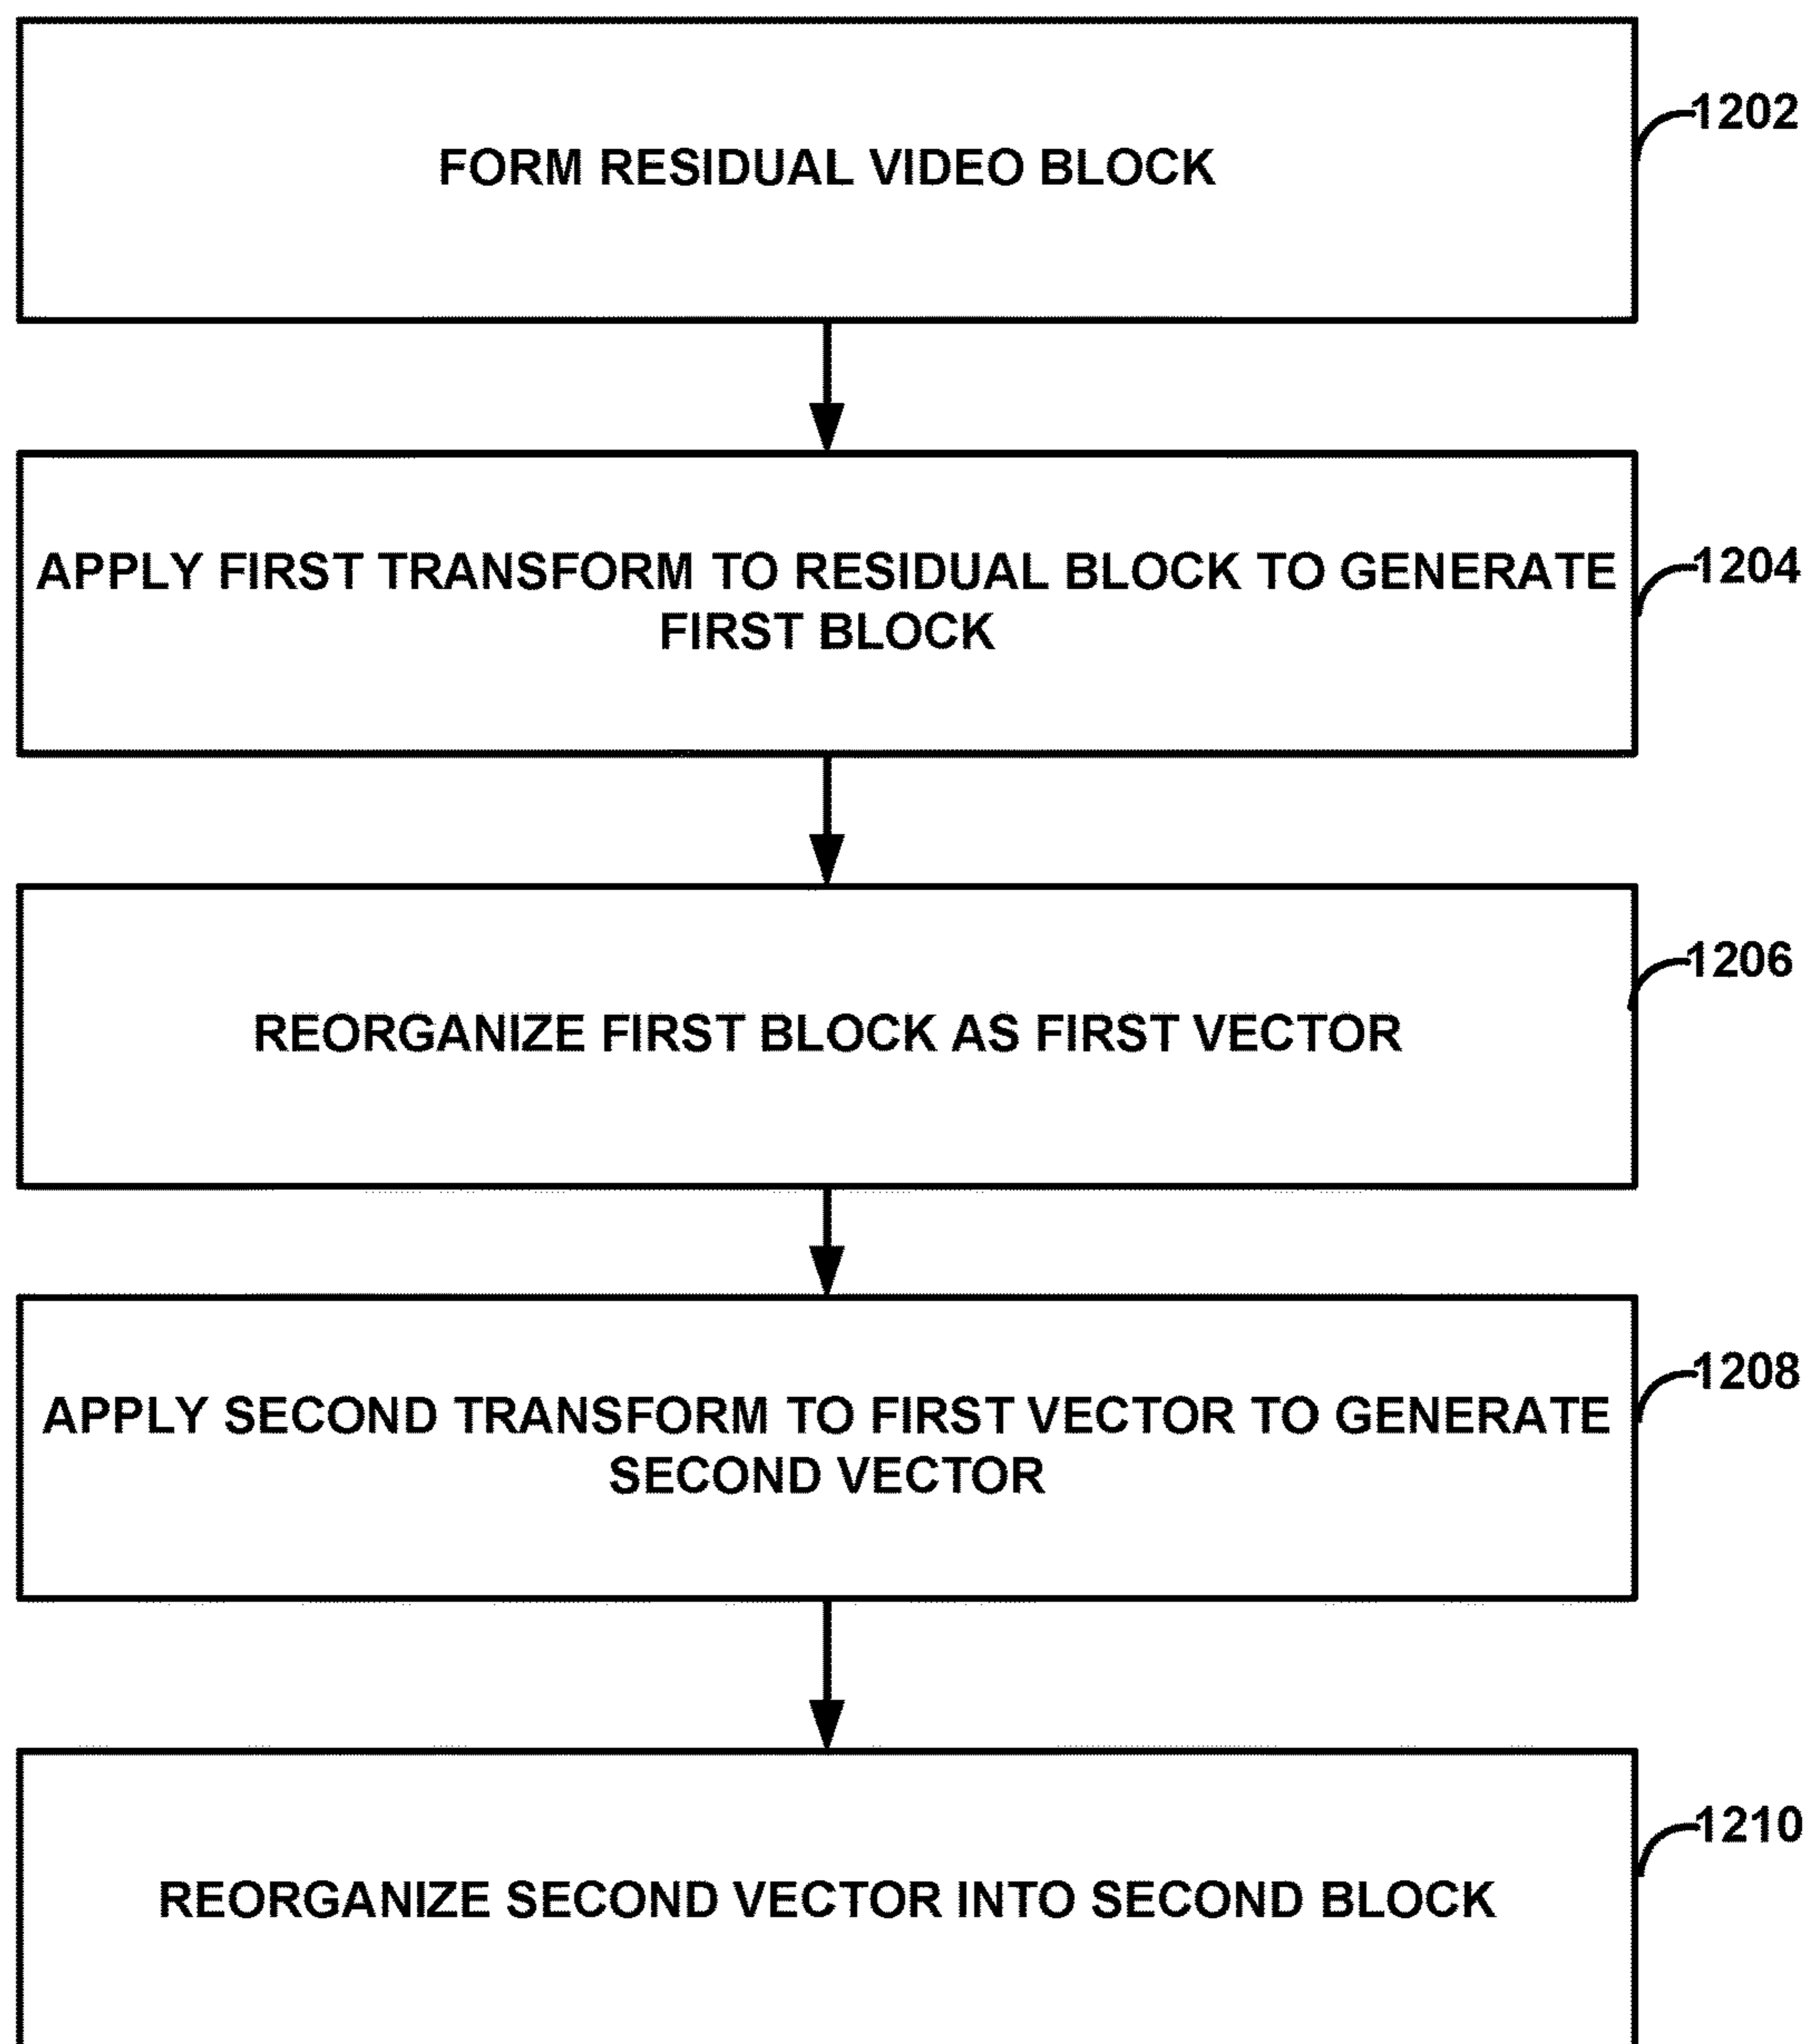 FORM RESIDUAL VIDEO BLOCK
1202
APPLY FIRST TRANSFORM TO RESIDUAL BLOCK TO GENERATE
FIRST BLOCK
1204
REORGANIZE FIRST BLOCK AS FIRST VECTOR
1206
APPLY SECOND TRANSFORM TO FIRST VECTOR TO GENERATE
SECOND VECTOR
1208
REORGANIZE SECOND VECTOR INTO SECOND BLOCK
1210